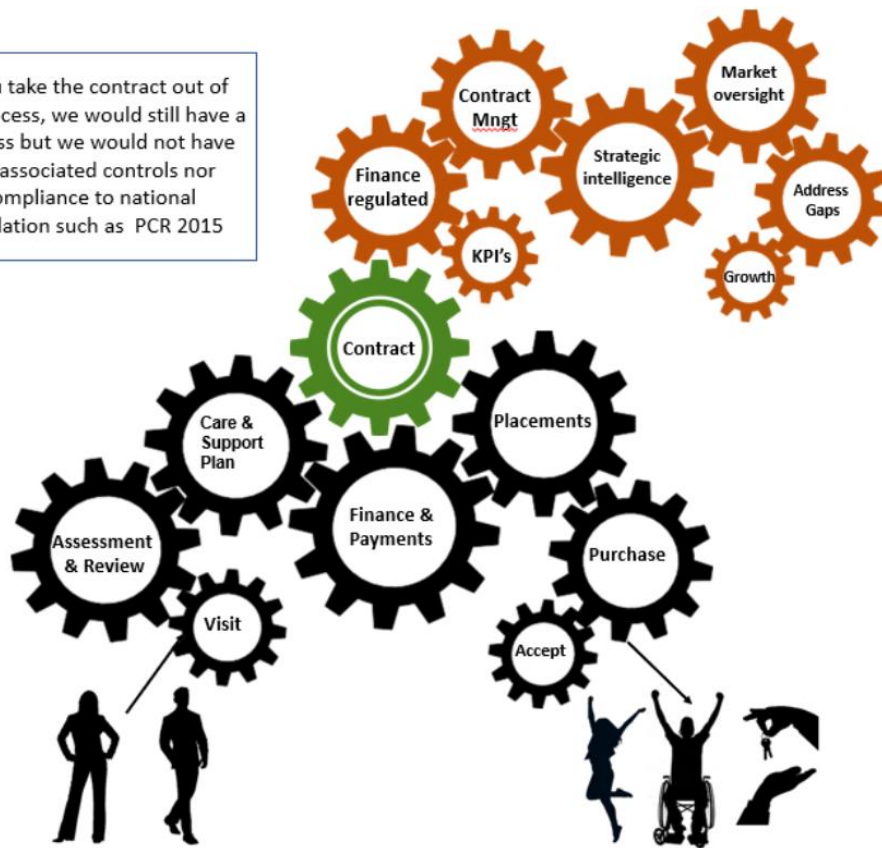 take the contract out of
cess, we would still have a
ss but we would not have
associated controls nor
ompliance to national
lation such as PCR 2015
Market
oversight
Contract
Mngt
Strategic
intelligence
Finance
regulated
Address
Gaps
KPI's
Growth
Contract
Care &
Support
Plan
Placements
Finance &
Payments
Assessment
& Review
Purchase
Visit
Accept